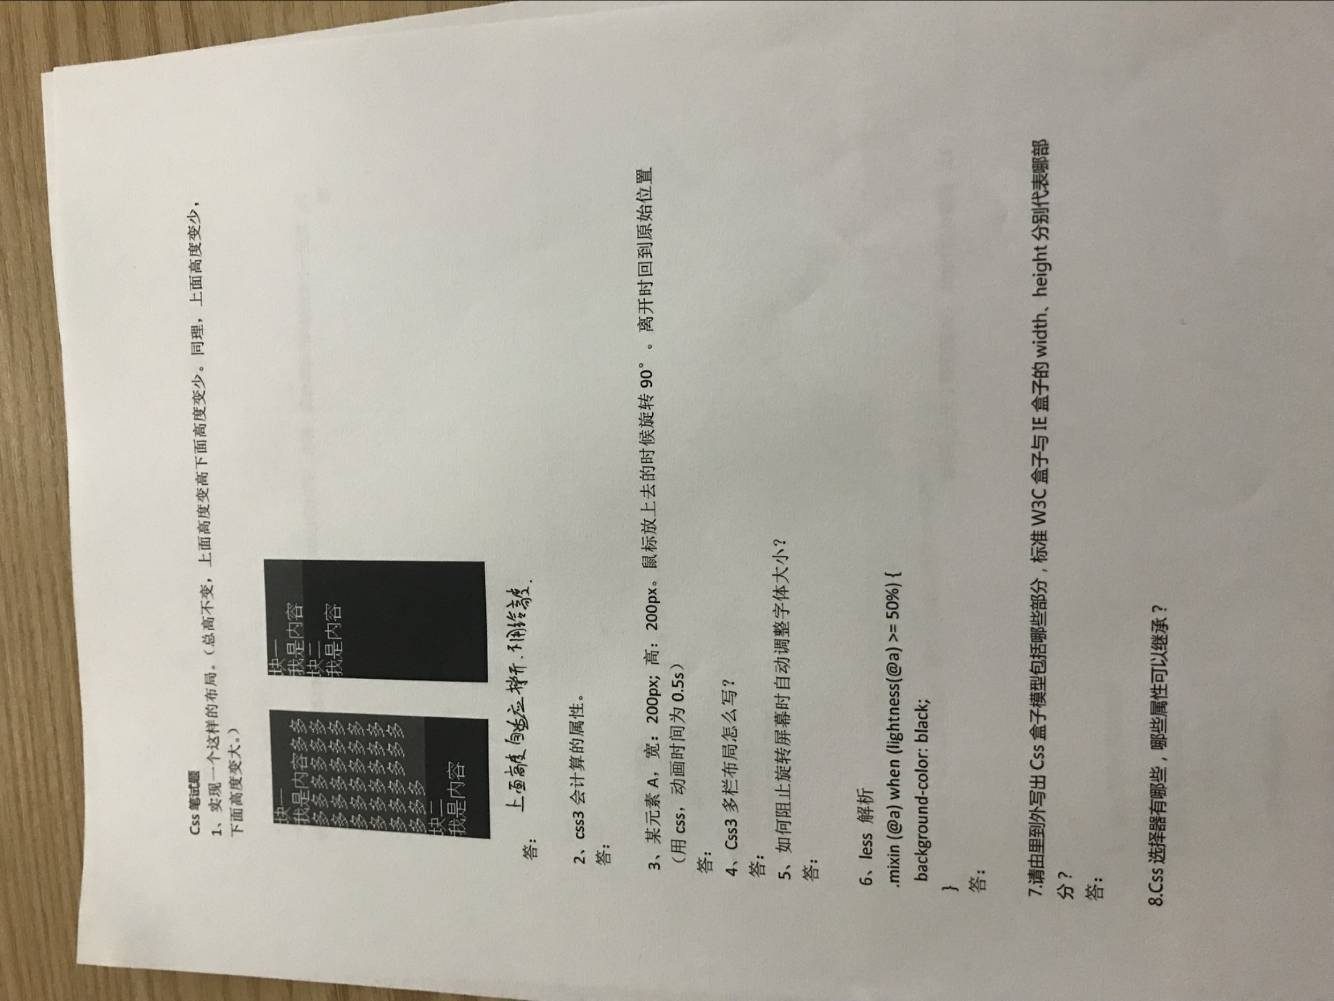 Css 笔试题
1、实现一个这样的布局。（总高不变，上面高度变高下面高度变少。同理，上面高度变少，
下面高度变大。）
块一
我是内容多多
多多多多多多
多多多多多多
多多多多多多
多多多多多多
多多多多多多
多多多
块二
我是内容
块一
我是内容
块二
我是内容
答： 上面高度自适应撑开.不用给高度.
2、css3 会计算的属性。
答：
3、某元素 A，宽：200px; 高：200px。鼠标放上去的时候旋转 90°。离开时回到原始位置
（用 css，动画时间为 0.5s）
答：
4、Css3 多栏布局怎么写？
答：
5、如何阻止旋转屏幕时自动调整字体大小？
答：
6、less 解析
.mixin (@a) when (lightness(@a) >= 50%) {
background-color: black;
}
答：
7.请由里到外写出 Css 盒子模型包括哪些部分，标准 W3C 盒子与 IE 盒子的 width、height 分别代表哪部
分？
答：
8.Css 选择器有哪些，哪些属性可以继承？